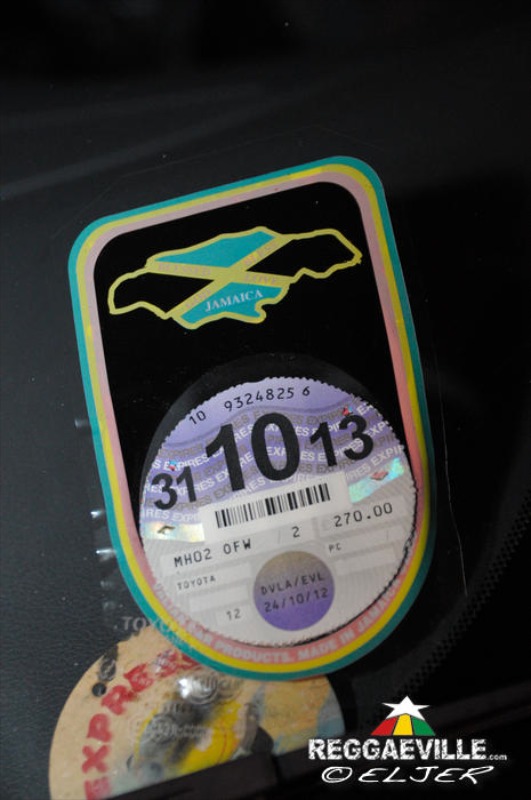 JAMAICA
10 9324825 6
31 10 13
EXPIRES EXPIRES
MH02 OFW 2 270.00
TOYOTA PC
DVLA/EVL
24/10/12
12
PRODUCTS, MADE IN JAMAICA
EXPRESS
REGGAEVILLE.com
© ELJER